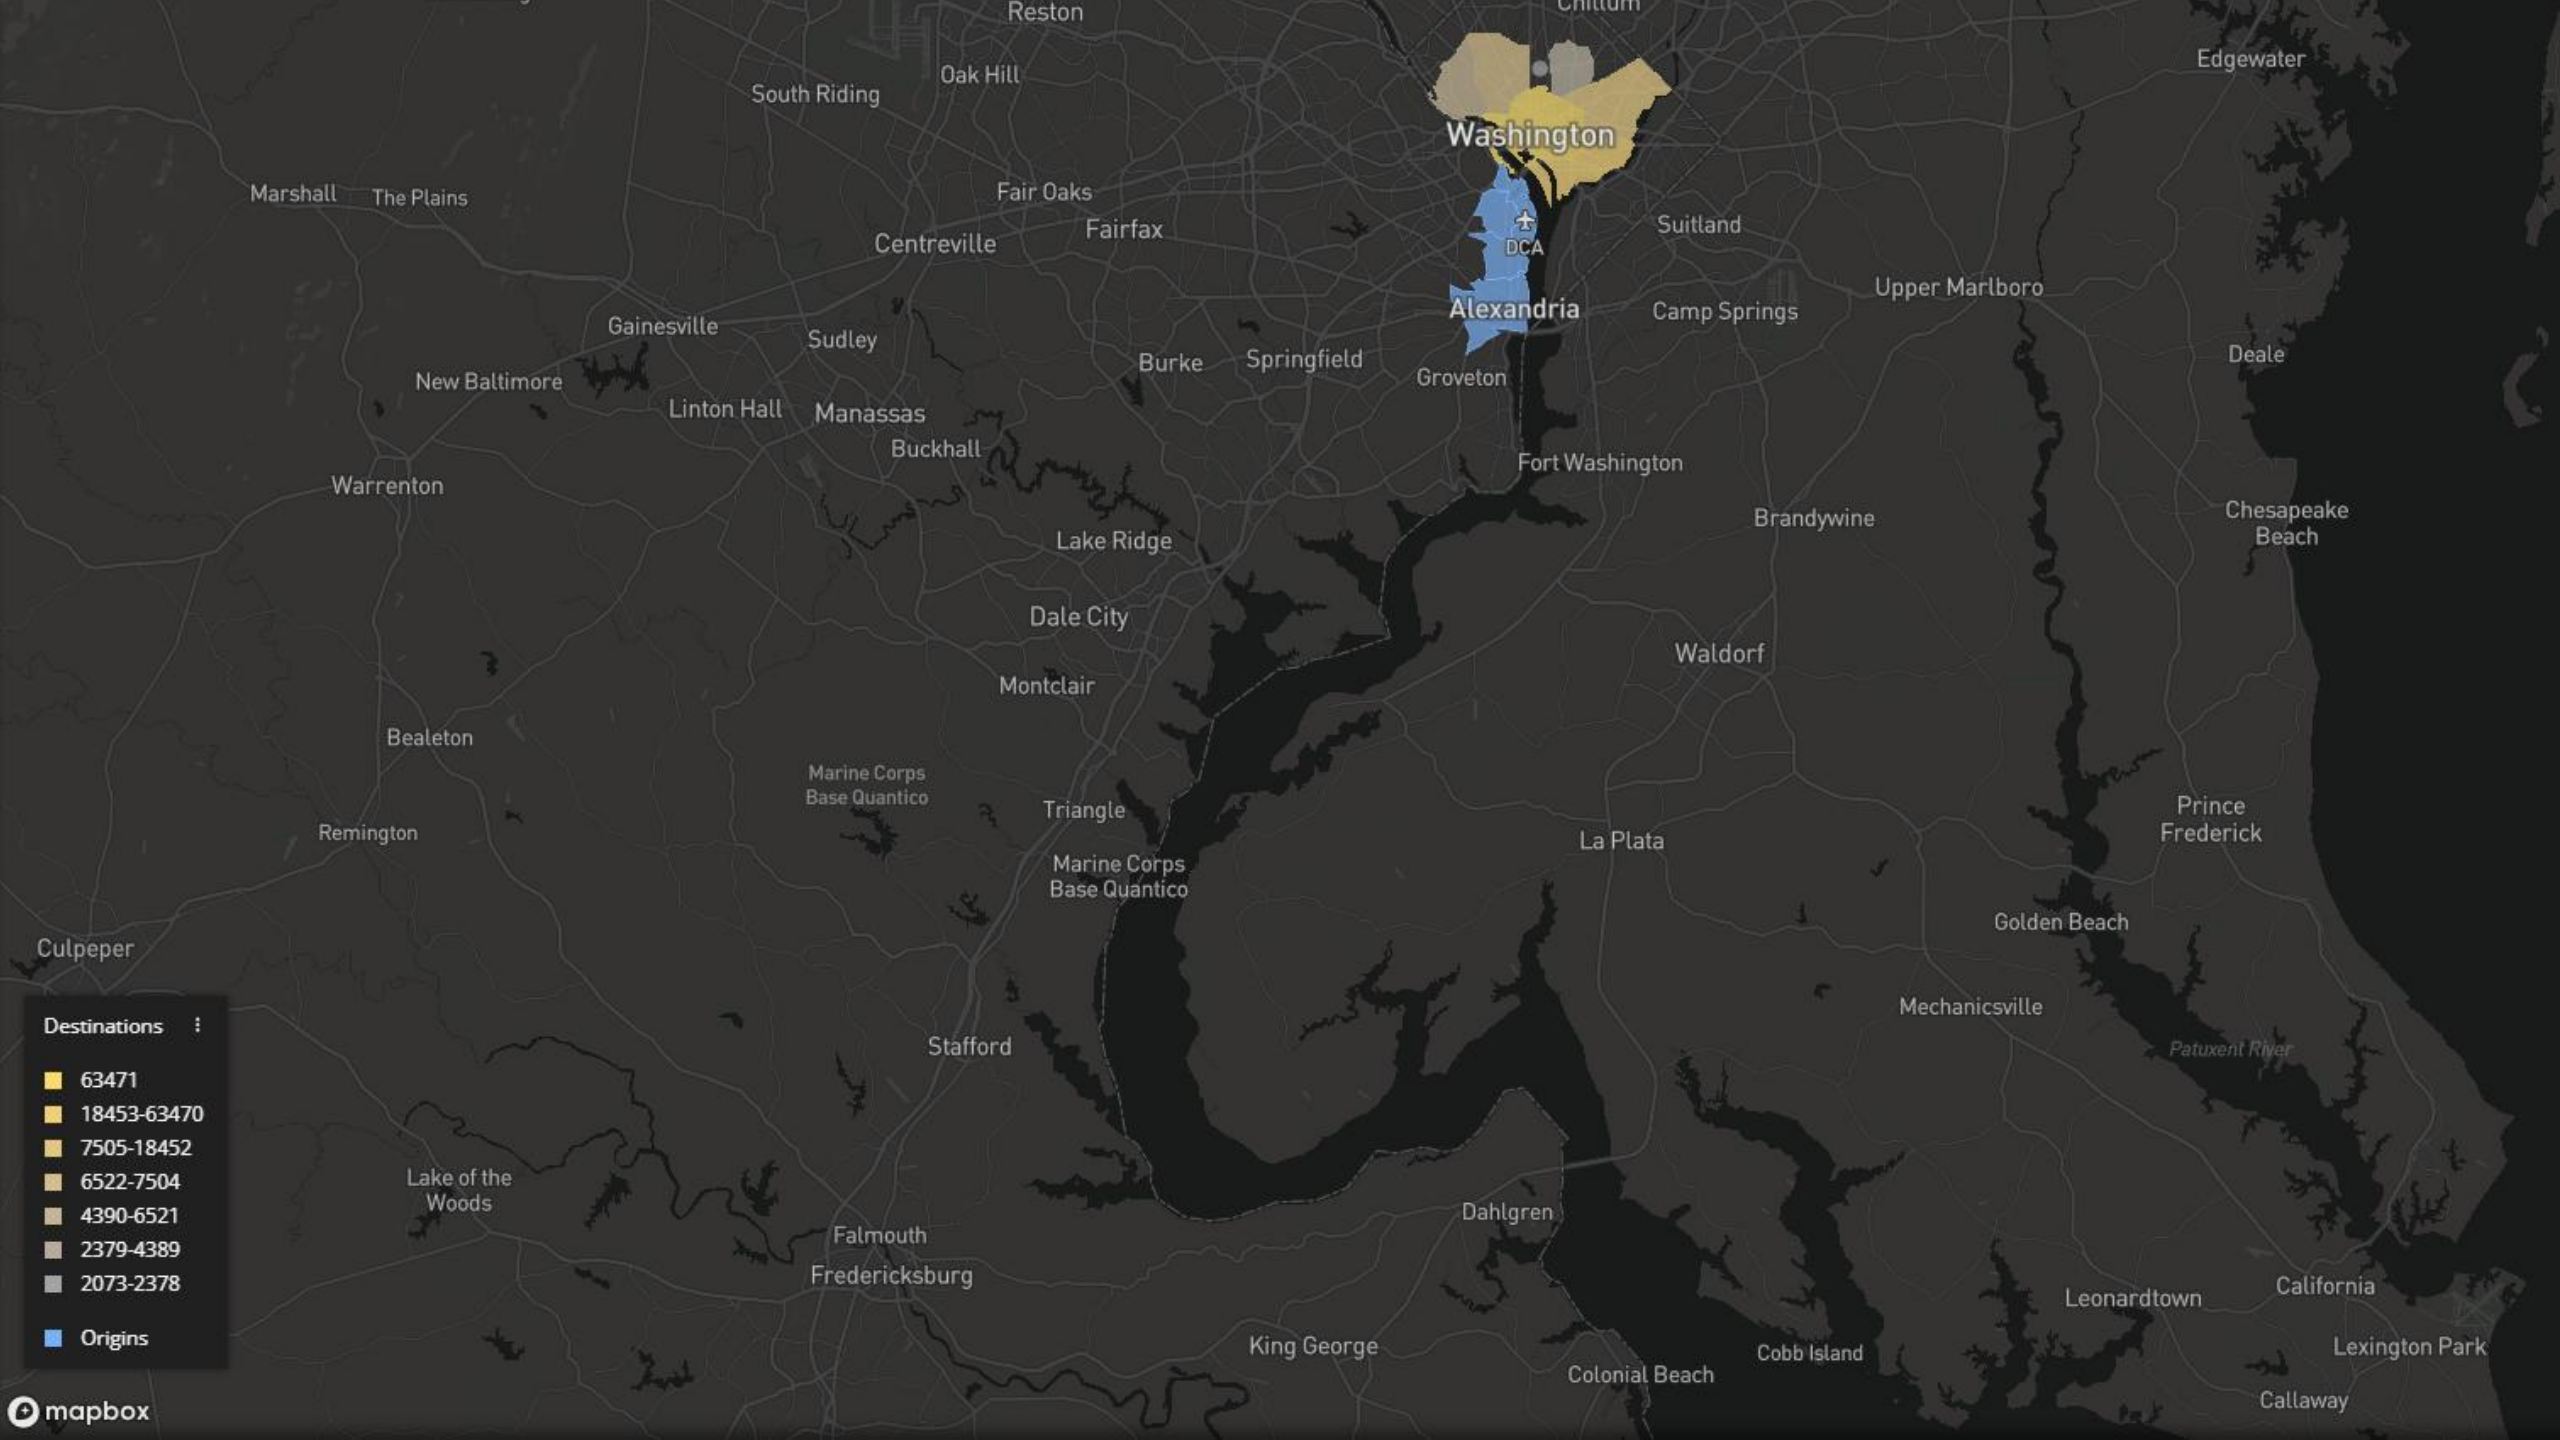 Reston
Chillum
Edgewater
Oak Hill
South Riding
Washington
Marshall
The Plains
Fair Oaks
Fairfax
Centreville
Suitland
DCA
Upper Marlboro
Alexandria
Camp Springs
Gainesville
Sudley
Deale
Burke
Springfield
Groveton
New Baltimore
Linton Hall
Manassas
Buckhall
Fort Washington
Warrenton
Chesapeake
Beach
Brandywine
Lake Ridge
Dale City
Waldorf
Montclair
Bealeton
Marine Corps
Base Quantico
Triangle
Prince
Frederick
Remington
La Plata
Marine Corps
Base Quantico
Golden Beach
Culpeper
Mechanicsville
Stafford
Patuxent River
Destinations
63471
18453-63470
7505-18452
6522-7504
4390-6521
2379-4389
2073-2378
Origins
Lake of the
Woods
Dahlgren
Falmouth
Fredericksburg
California
Leonardtown
King George
Lexington Park
Cobb Island
Colonial Beach
Callaway
mapbox